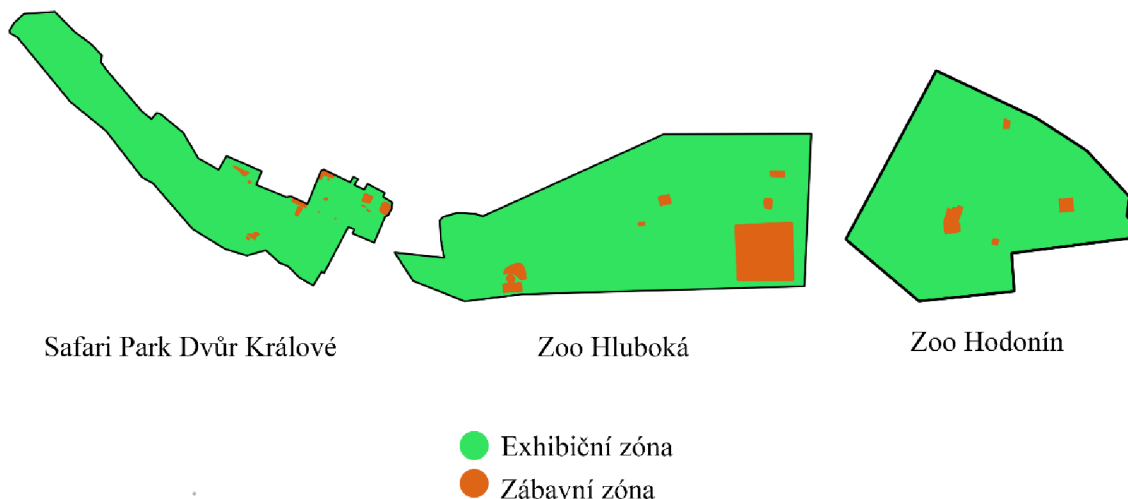 Safari Park Dvůr Králové
Zoo Hluboká
Zoo Hodonín
Exhibiční zóna
Zábavní zóna